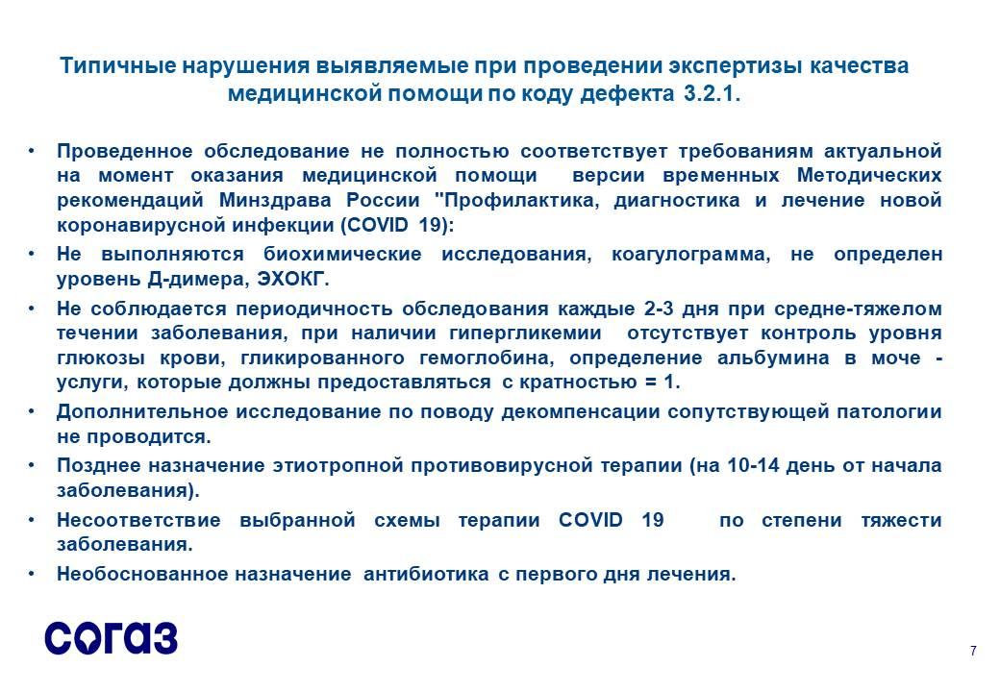 Типичные нарушения выявляемые при проведении экспертизы качества
медицинской помощи по коду дефекта 3.2.1.
• Проведенное обследование не полностью соответствует требованиям актуальной
на момент оказания медицинской помощи версии временных Методических
рекомендаций Минздрава России "Профилактика, диагностика и лечение новой
коронавирусной инфекции (COVID 19):
• Не выполняются биохимические исследования, коагулограмма, не определен
уровень Д-димера, ЭХОКГ.
• Не соблюдается периодичность обследования каждые 2-3 дня при средне-тяжелом
течении заболевания, при наличии гипергликемии отсутствует контроль уровня
глюкозы крови, гликированного гемоглобина, определение альбумина в моче -
услуги, которые должны предоставляться с кратностью = 1.
• Дополнительное исследование по поводу декомпенсации сопутствующей патологии
не проводится.
• Позднее назначение этиотропной противовирусной терапии (на 10-14 день от начала
заболевания).
• Несоответствие выбранной схемы терапии COVID 19 по степени тяжести
заболевания.
• Необоснованное назначение антибиотика с первого дня лечения.
согаз
7